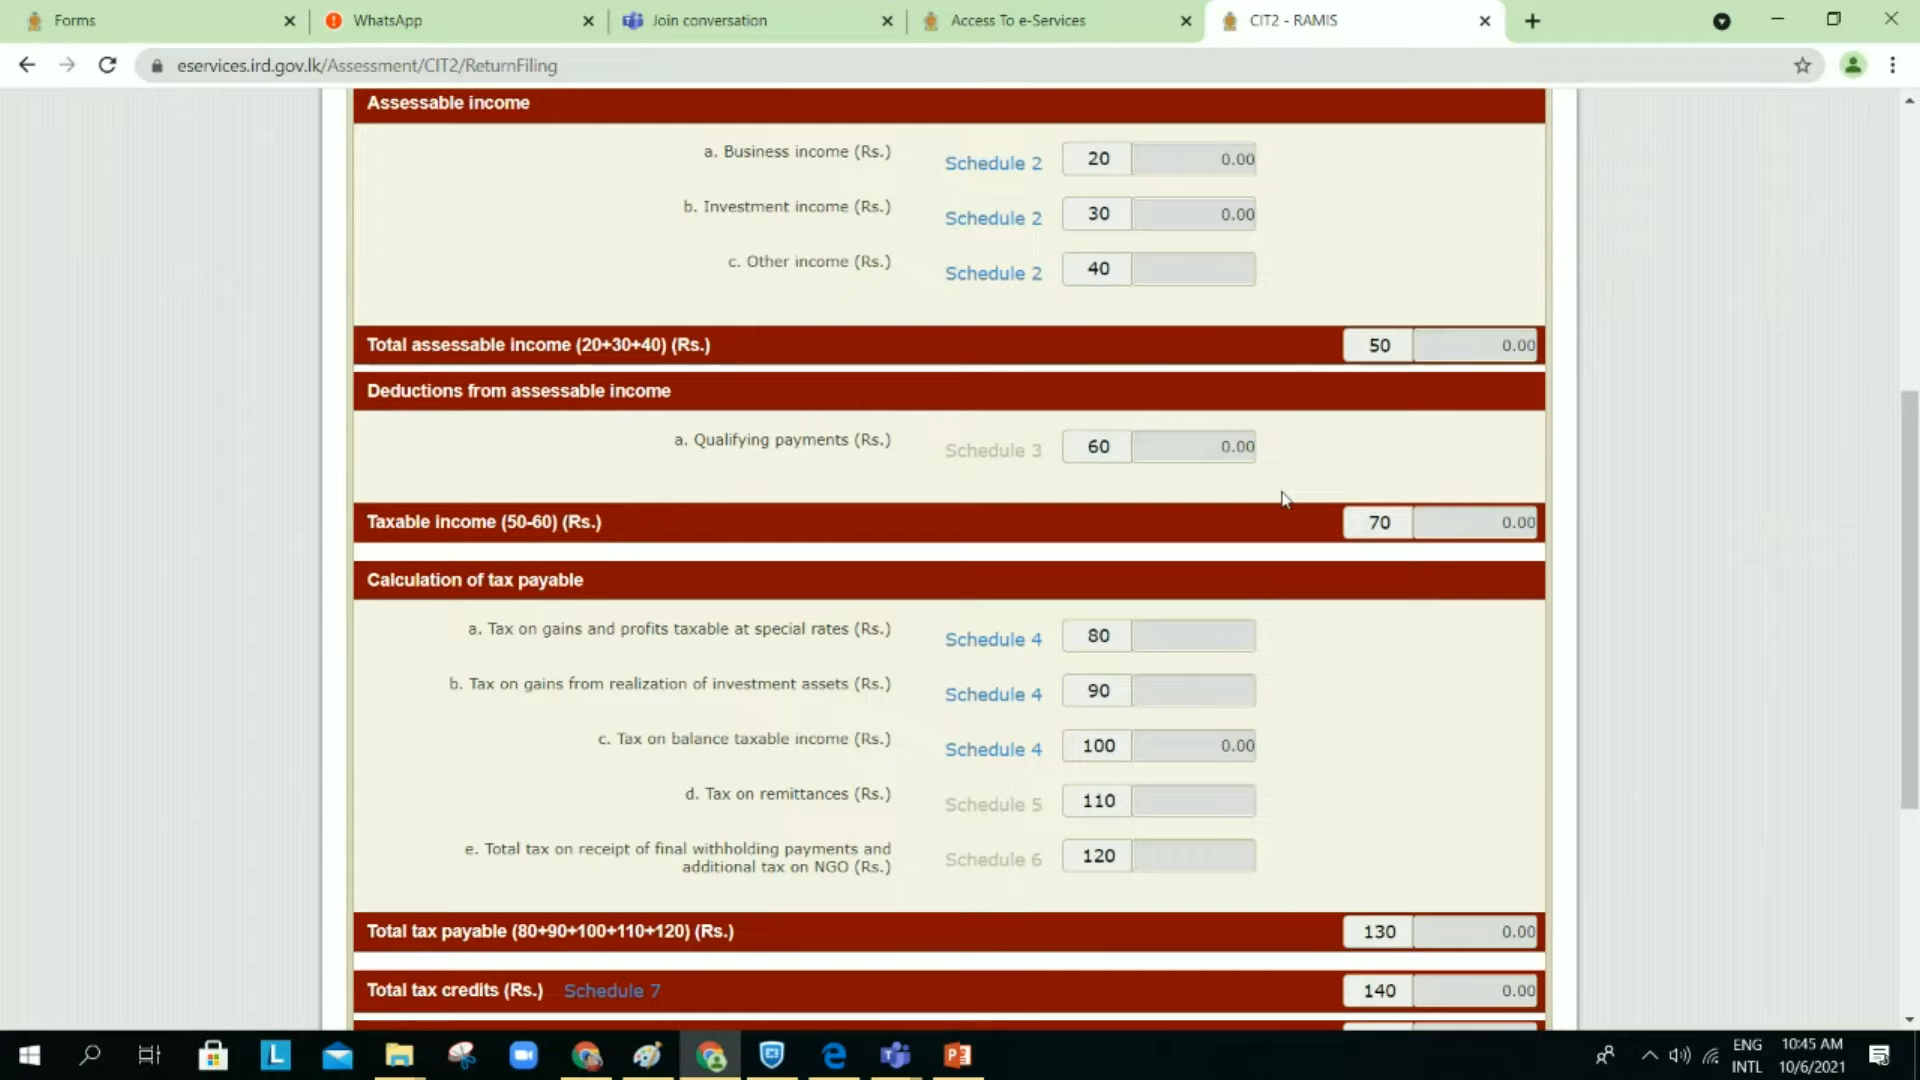 Forms
WhatsApp
Join conversation
Access To e-Services
CIT2 - RAMIS
eservices.ird.gov.lk/Assessment/CIT2/ReturnFiling
Assessable income
a. Business income (Rs.) Schedule 2 20 0.00
b. Investment income (Rs.) Schedule 2 30 0.00
c. Other income (Rs.) Schedule 2 40
Total assessable income (20+30+40) (Rs.) 50 0.00
Deductions from assessable income
a. Qualifying payments (Rs.) Schedule 3 60 0.00
Taxable income (50-60) (Rs.) 70 0.00
Calculation of tax payable
a. Tax on gains and profits taxable at special rates (Rs.) Schedule 4 80
b. Tax on gains from realization of investment assets (Rs.) Schedule 4 90
c. Tax on balance taxable income (Rs.) Schedule 4 100 0.00
d. Tax on remittances (Rs.) Schedule 5 110
e. Total tax on receipt of final withholding payments and
additional tax on NGO (Rs.) Schedule 6 120
Total tax payable (80+90+100+110+120) (Rs.) 130 0.00
Total tax credits (Rs.) Schedule 7 140 0.00
ENG
INTL
10:45 AM
10/6/2021